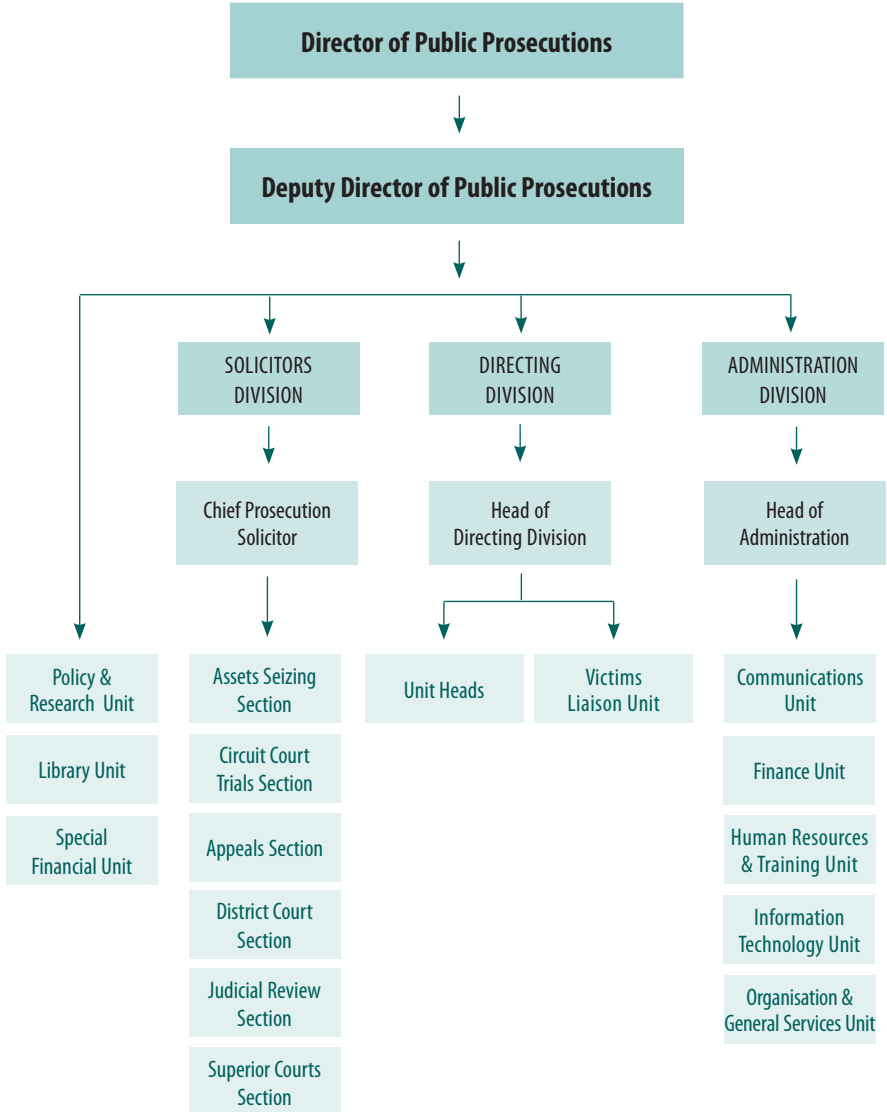 Director of Public Prosecutions
Deputy Director of Public Prosecutions
SOLICITORS
DIVISION
DIRECTING
DIVISION
ADMINISTRATION
DIVISION
Chief Prosecution
Solicitor
Head of
Directing Division
Head of
Administration
Policy &
Research Unit
Library Unit
Special
Financial Unit
Assets Seizing
Section
Circuit Court
Trials Section
Appeals Section
District Court
Section
Judicial Review
Section
Superior Courts
Section
Unit Heads
Victims
Liaison Unit
Communications
Unit
Finance Unit
Human Resources
& Training Unit
Information
Technology Unit
Organisation &
General Services Unit